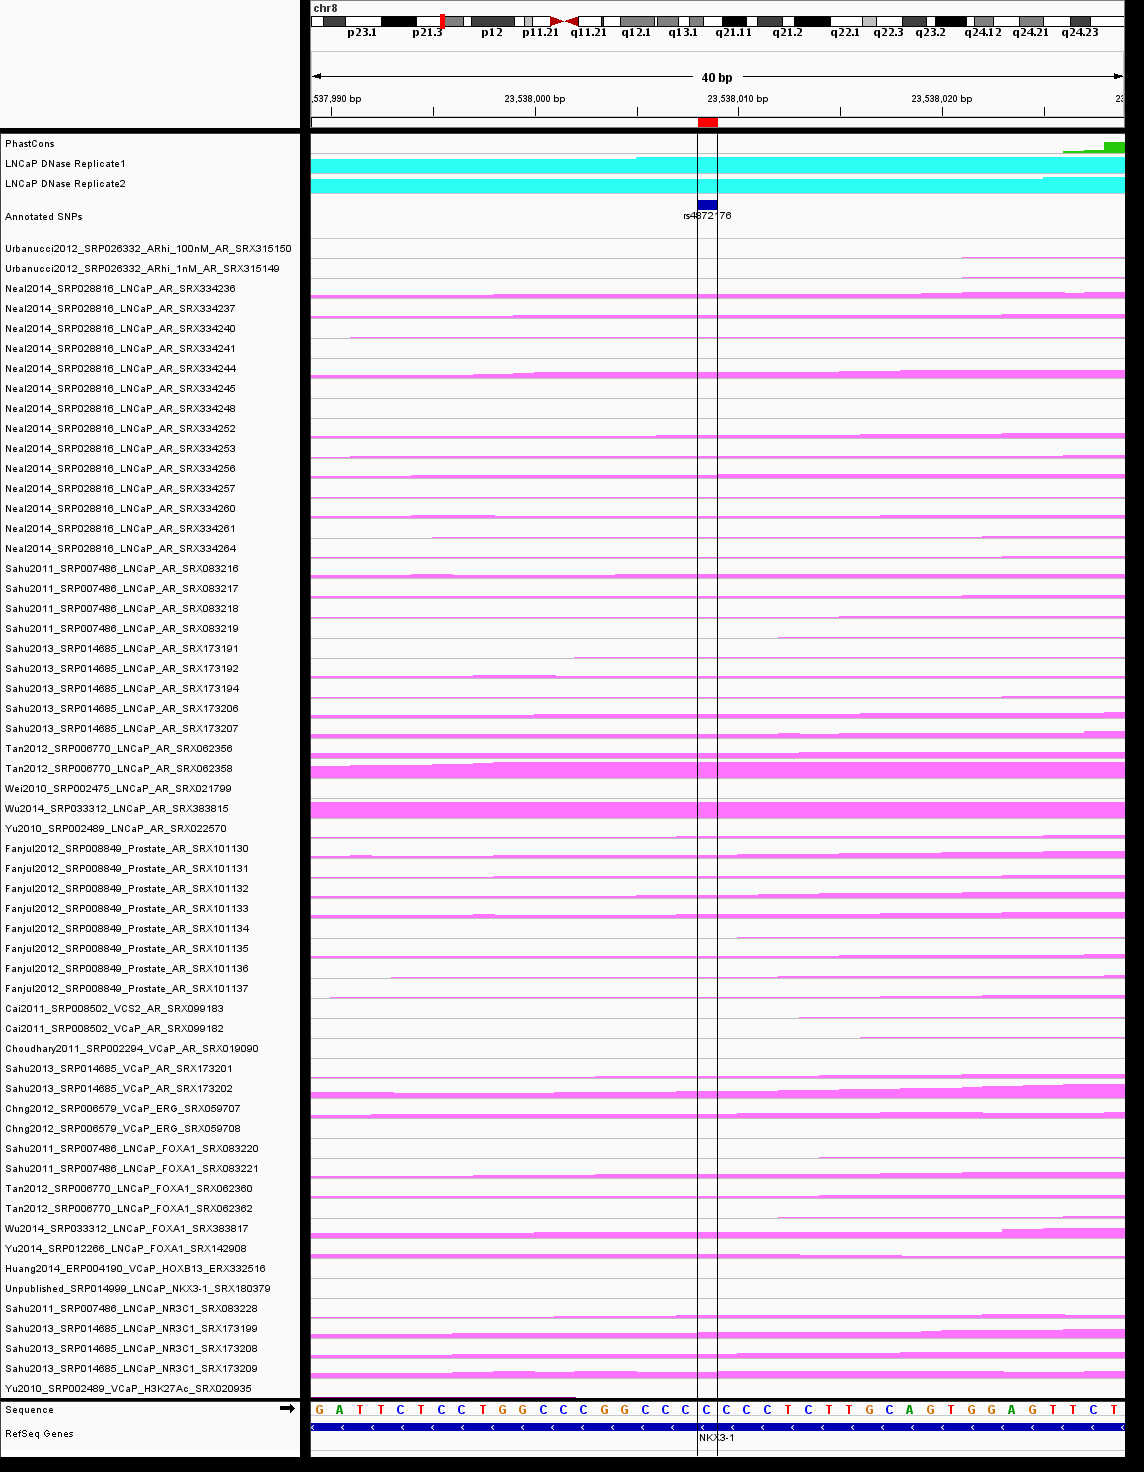 chr8
p23.1 p21.3 p12 p11.21 q11.21 q12.1 q13.1 q21.11 q21.2 q22.1 q22.3 q23.2 q24.12 q24.21 q24.23
40 bp
,537,990 bp 23,538,000 bp 23,538,010 bp 23,538,020 bp 23
PhastCons
LNCaP DNase Replicate1
LNCaP DNase Replicate2
Annotated SNPs
rs4872176
Urbanucci2012_SRP026332_ARhi_100nM_AR_SRX315150
Urbanucci2012_SRP026332_ARhi_1nM_AR_SRX315149
Neal2014_SRP028816_LNCaP_AR_SRX334236
Neal2014_SRP028816_LNCaP_AR_SRX334237
Neal2014_SRP028816_LNCaP_AR_SRX334240
Neal2014_SRP028816_LNCaP_AR_SRX334241
Neal2014_SRP028816_LNCaP_AR_SRX334244
Neal2014_SRP028816_LNCaP_AR_SRX334245
Neal2014_SRP028816_LNCaP_AR_SRX334248
Neal2014_SRP028816_LNCaP_AR_SRX334252
Neal2014_SRP028816_LNCaP_AR_SRX334253
Neal2014_SRP028816_LNCaP_AR_SRX334256
Neal2014_SRP028816_LNCaP_AR_SRX334257
Neal2014_SRP028816_LNCaP_AR_SRX334260
Neal2014_SRP028816_LNCaP_AR_SRX334261
Neal2014_SRP028816_LNCaP_AR_SRX334264
Sahu2011_SRP007486_LNCaP_AR_SRX083216
Sahu2011_SRP007486_LNCaP_AR_SRX083217
Sahu2011_SRP007486_LNCaP_AR_SRX083218
Sahu2011_SRP007486_LNCaP_AR_SRX083219
Sahu2013_SRP014685_LNCaP_AR_SRX173191
Sahu2013_SRP014685_LNCaP_AR_SRX173192
Sahu2013_SRP014685_LNCaP_AR_SRX173194
Sahu2013_SRP014685_LNCaP_AR_SRX173206
Sahu2013_SRP014685_LNCaP_AR_SRX173207
Tan2012_SRP006770_LNCaP_AR_SRX062356
Tan2012_SRP006770_LNCaP_AR_SRX062358
Wei2010_SRP002475_LNCaP_AR_SRX021799
Wu2014_SRP033312_LNCaP_AR_SRX383815
Yu2010_SRP002489_LNCaP_AR_SRX022570
Fanjul2012_SRP008849_Prostate_AR_SRX101130
Fanjul2012_SRP008849_Prostate_AR_SRX101131
Fanjul2012_SRP008849_Prostate_AR_SRX101132
Fanjul2012_SRP008849_Prostate_AR_SRX101133
Fanjul2012_SRP008849_Prostate_AR_SRX101134
Fanjul2012_SRP008849_Prostate_AR_SRX101135
Fanjul2012_SRP008849_Prostate_AR_SRX101136
Fanjul2012_SRP008849_Prostate_AR_SRX101137
Cai2011_SRP008502_VCS2_AR_SRX099183
Cai2011_SRP008502_VCaP_AR_SRX099182
Choudhary2011_SRP002294_VCaP_AR_SRX019090
Sahu2013_SRP014685_VCaP_AR_SRX173201
Sahu2013_SRP014685_VCaP_AR_SRX173202
Chng2012_SRP006579_VCaP_ERG_SRX059707
Chng2012_SRP006579_VCaP_ERG_SRX059708
Sahu2011_SRP007486_LNCaP_FOXA1_SRX083220
Sahu2011_SRP007486_LNCaP_FOXA1_SRX083221
Tan2012_SRP006770_LNCaP_FOXA1_SRX062360
Tan2012_SRP006770_LNCaP_FOXA1_SRX062362
Wu2014_SRP033312_LNCaP_FOXA1_SRX383817
Yu2014_SRP012266_LNCaP_FOXA1_SRX142908
Huang2014_ERP004190_VCaP_HOXB13_ERX332516
Unpublished_SRP014999_LNCaP_NKX3-1_SRX180379
Sahu2011_SRP007486_LNCaP_NR3C1_SRX083228
Sahu2013_SRP014685_LNCaP_NR3C1_SRX173199
Sahu2013_SRP014685_LNCaP_NR3C1_SRX173208
Sahu2013_SRP014685_LNCaP_NR3C1_SRX173209
Yu2010_SRP002489_VCaP_H3K27Ac_SRX020935
Sequence G A T T C T C C T G G C C C G G C C C C C C C T C T T G C A G T G G A G T T C T
RefSeq Genes
NKX3-1